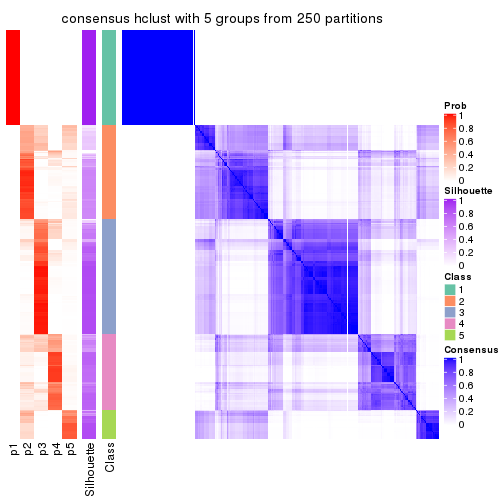 consensus hclust with 5 groups from 250 partitions
Prob
1
0.8
0.6
0.4
0.2
0
Silhouette
1
0.8
0.6
0.4
0.2
0
Class
1
2
3
4
5
Consensus
1
0.8
0.6
0.4
0.2
0
p1
p2
p3
p4
p5
Silhouette
Class